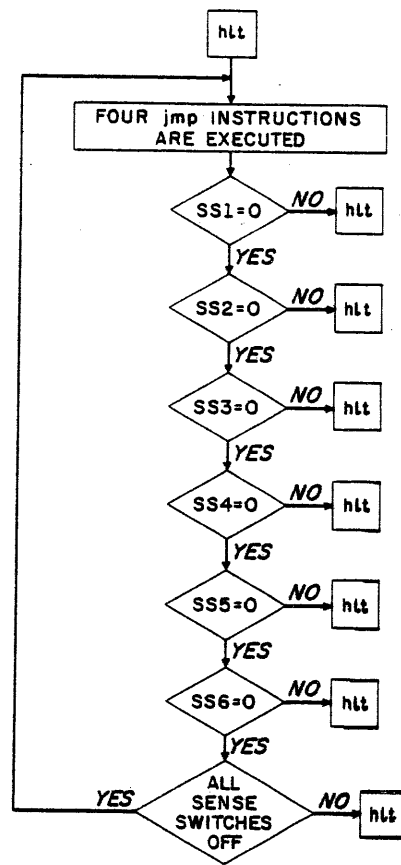 hlt
FOUR jmp INSTRUCTIONS
ARE EXECUTED
SS1=0
NO
hlt
YES
SS2=0
NO
hlt
YES
SS3=0
NO
hlt
YES
SS4=0
NO
hlt
YES
SS5=0
NO
hlt
YES
SS6=0
NO
hlt
YES
YES
ALL
SENSE
SWITCHES
OFF
NO
hlt